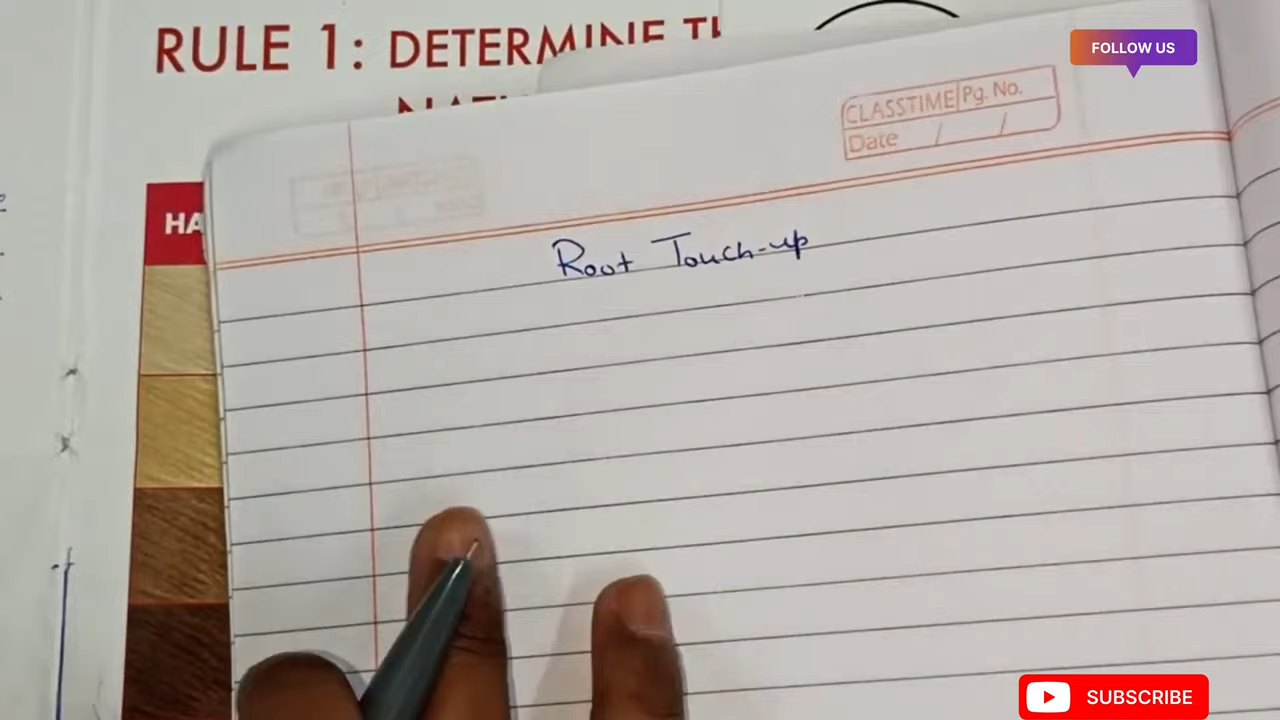 RULE 1: DETERMINE
FOLLOW US
CLASSTIME Pg. No.
Date / /
HA
Root Touch-up
SUBSCRIBE